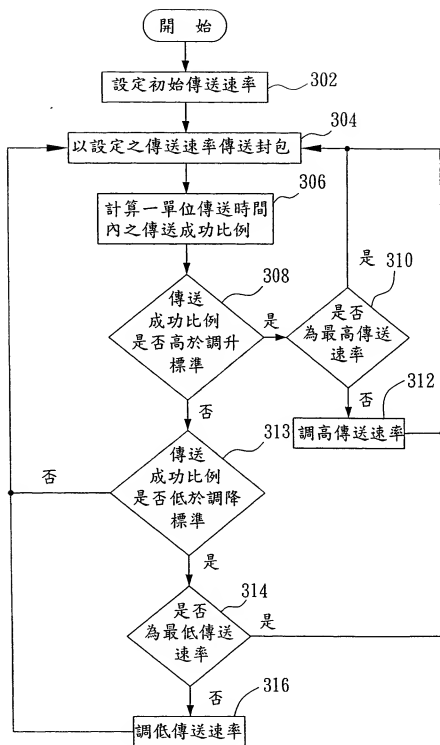 開 始
設定初始傳送速率
302
以設定之傳送速率傳送封包
304
計算一單位傳送時間
內之傳送成功比例
306
傳送
成功比例
是否高於調升
標準
308
是
是否
為最高傳送
速率
310
是
否
調高傳送速率
312
否
傳送
成功比例
是否低於調降
標準
313
否
是
是否
為最低傳送
速率
314
是
否
調低傳送速率
316